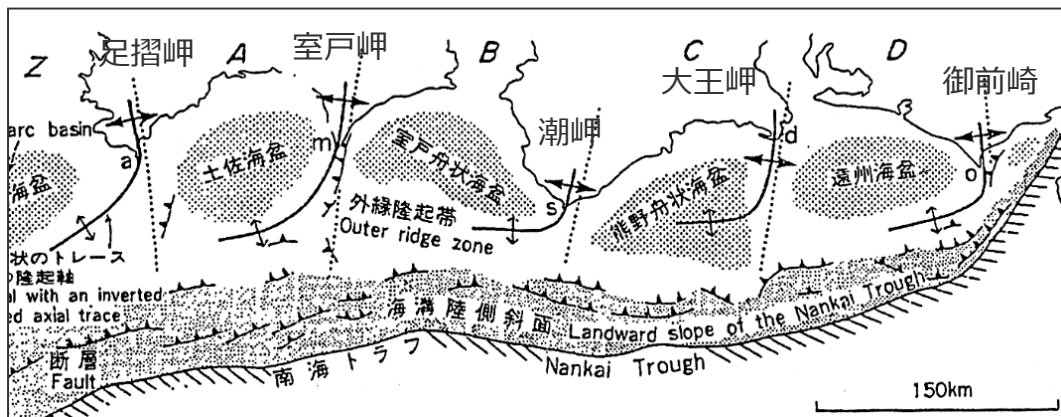 Z
足摺岬
A
室戸岬
B
C
D
大王岬
御前崎
潮岬
arc basin
海盆
a
土佐海盆
m
室戸舟状海盆
s
熊野舟状海盆
d
遠州海盆
o
外縁隆起帯
Outer ridge zone
状のトレース
隆起軸
al with an inverted
ed axial trace
断層
Fault
海溝陸側斜面 Landward slope of the Nankai Trough
南海トラフ
Nankai Trough
150km